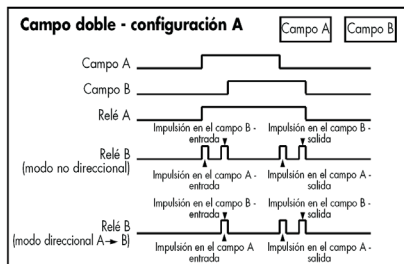 Campo doble - configuración A
Campo A
Campo B
Campo A
Campo B
Relé A
Impulsión en el campo B - entrada
Impulsión en el campo B - salida
Relé B
(modo no direccional)
Impulsión en el campo A - entrada
Impulsión en el campo A - salida
Impulsión en el campo B - entrada
Impulsión en el campo B - salida
Relé B
(modo direccional A→ B)
Impulsión en el campo A entrada
Impulsión en el campo A - salida